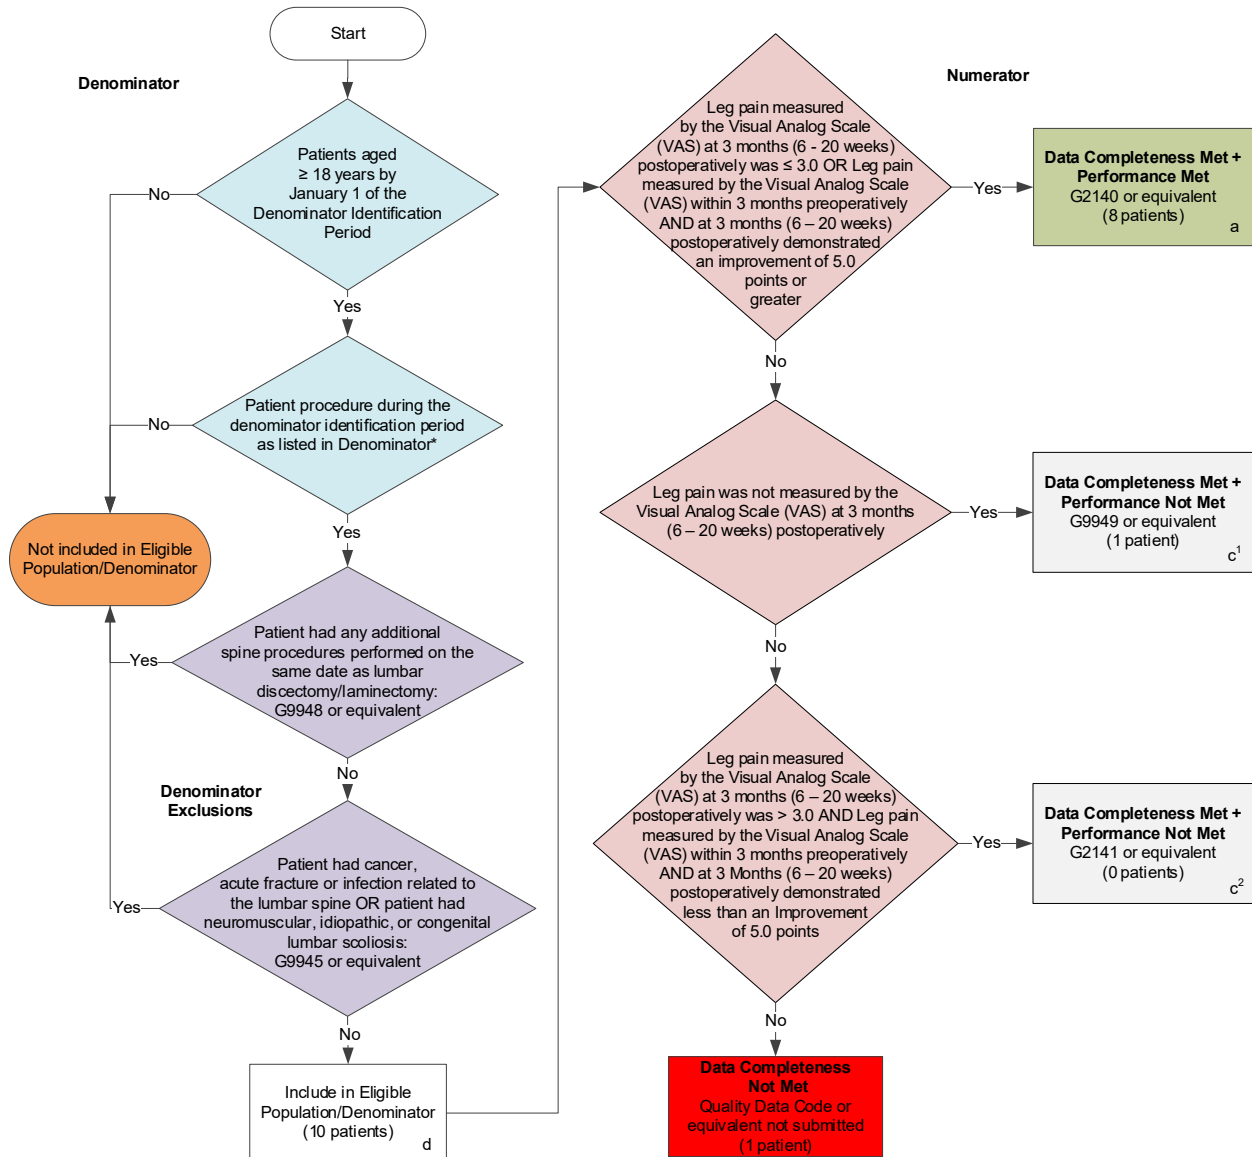 Start
Denominator
Patients aged
≥ 18 years by
January 1 of the
Denominator Identification
Period
No
Yes
Patient procedure during the
denominator identification period
as listed in Denominator*
No
Yes
Not included in Eligible
Population/Denominator
Patient had any additional
spine procedures performed on the
same date as lumbar
discectomy/laminectomy:
G9948 or equivalent
Yes
No
Denominator
Exclusions
Patient had cancer,
acute fracture or infection related to
the lumbar spine OR patient had
neuromuscular, idiopathic, or congenital
lumbar scoliosis:
G9945 or equivalent
Yes
No
Include in Eligible
Population/Denominator
(10 patients)
d
Numerator
Leg pain measured
by the Visual Analog Scale
(VAS) at 3 months (6 - 20 weeks)
postoperatively was ≤ 3.0 OR Leg pain
measured by the Visual Analog Scale
(VAS) within 3 months preoperatively
AND at 3 months (6 – 20 weeks)
postoperatively demonstrated
an improvement of 5.0
points or
greater
Yes
Data Completeness Met +
Performance Met
G2140 or equivalent
(8 patients)
a
No
Leg pain was not measured by the
Visual Analog Scale (VAS) at 3 months
(6 – 20 weeks) postoperatively
Yes
Data Completeness Met +
Performance Not Met
G9949 or equivalent
(1 patient)
c¹
No
Leg pain measured
by the Visual Analog Scale
(VAS) at 3 months (6 – 20 weeks)
postoperatively was > 3.0 AND Leg pain
measured by the Visual Analog Scale
(VAS) within 3 months preoperatively
AND at 3 Months (6 – 20 weeks)
postoperatively demonstrated
less than an Improvement
of 5.0 points
Yes
Data Completeness Met +
Performance Not Met
G2141 or equivalent
(0 patients)
c²
No
Data Completeness
Not Met
Quality Data Code or
equivalent not submitted
(1 patient)